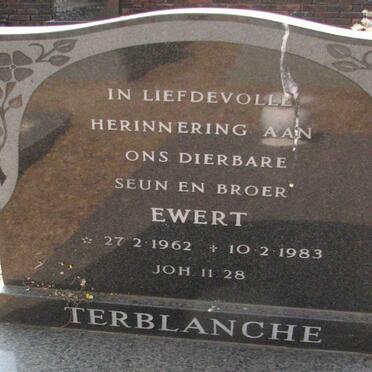 IN LIEFDEVOLLE
HERINNERING AAN
ONS DIERBARE
SEUN EN BROER
EWERT
☆ 27·2·1962 ✝ 10·2·1983
JOH 11 28
TERBLANCHE